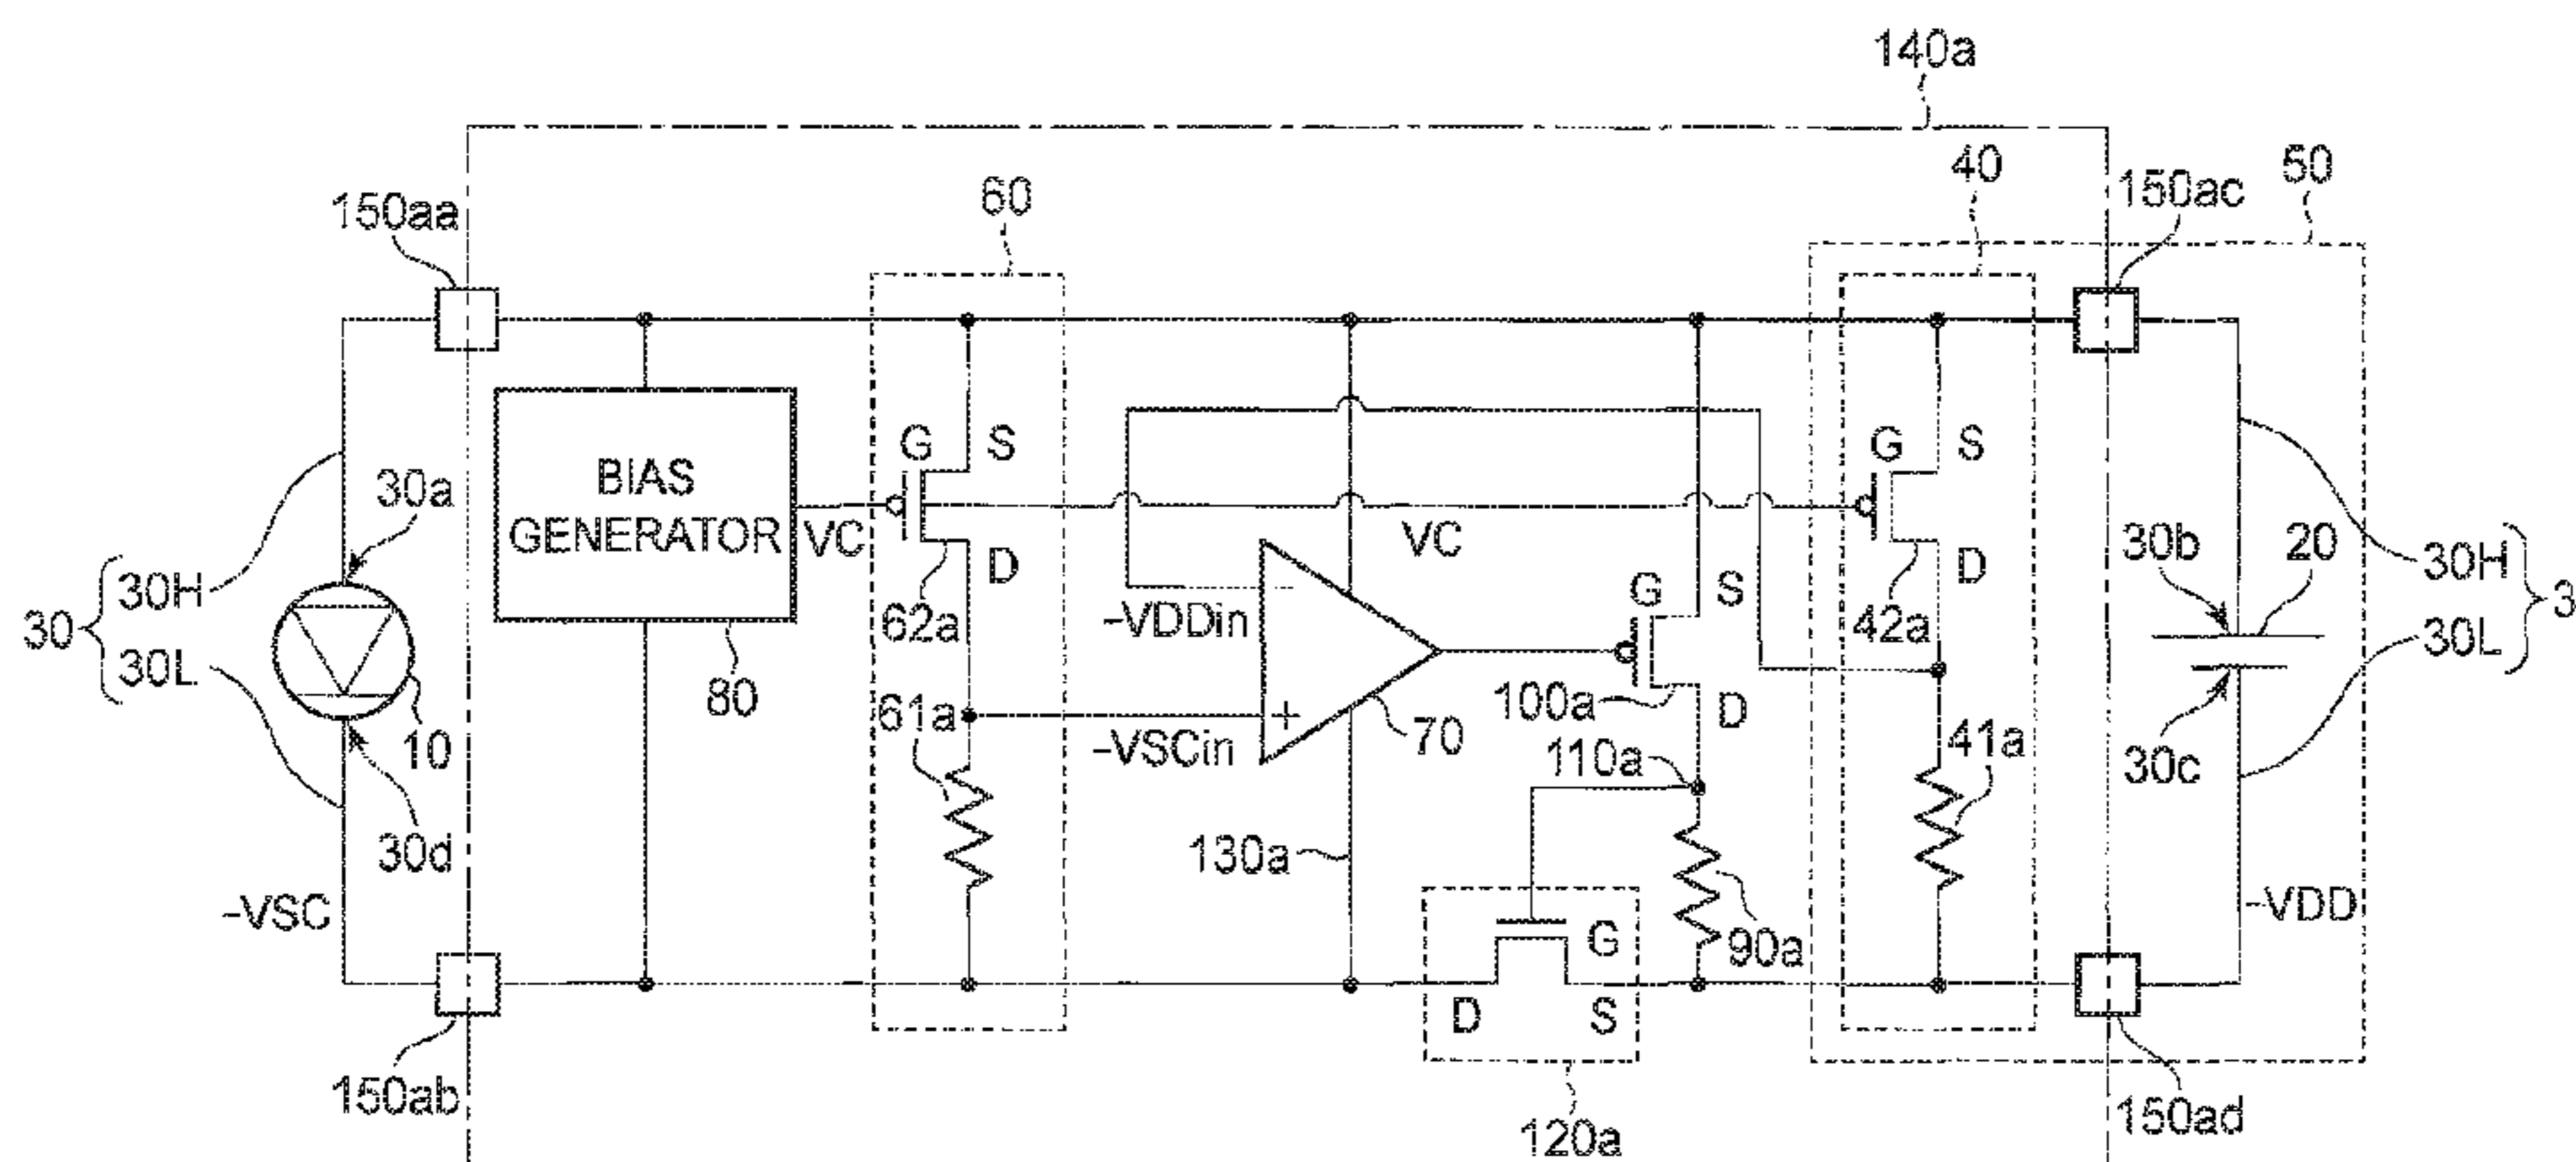 140a
150aa
60
40
150ac
50
30a
30
30H
30L
10
30d
-VSC
150ab
BIAS
GENERATOR
80
VC
G
S
D
62a
61a
-VDDin
-VSCin
+
70
VC
130a
G
S
D
100a
110a
90a
G
D
S
120a
G
S
D
42a
41a
30b
20
30c
30H
30L
3
-VDD
150ad